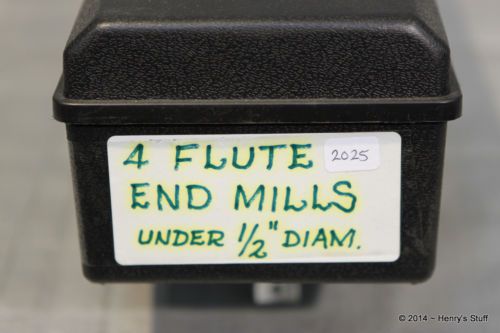 4 FLUTE 2025
END MILLS
UNDER 1/2" DIAM.
© 2014 ~ Henry's Stuff